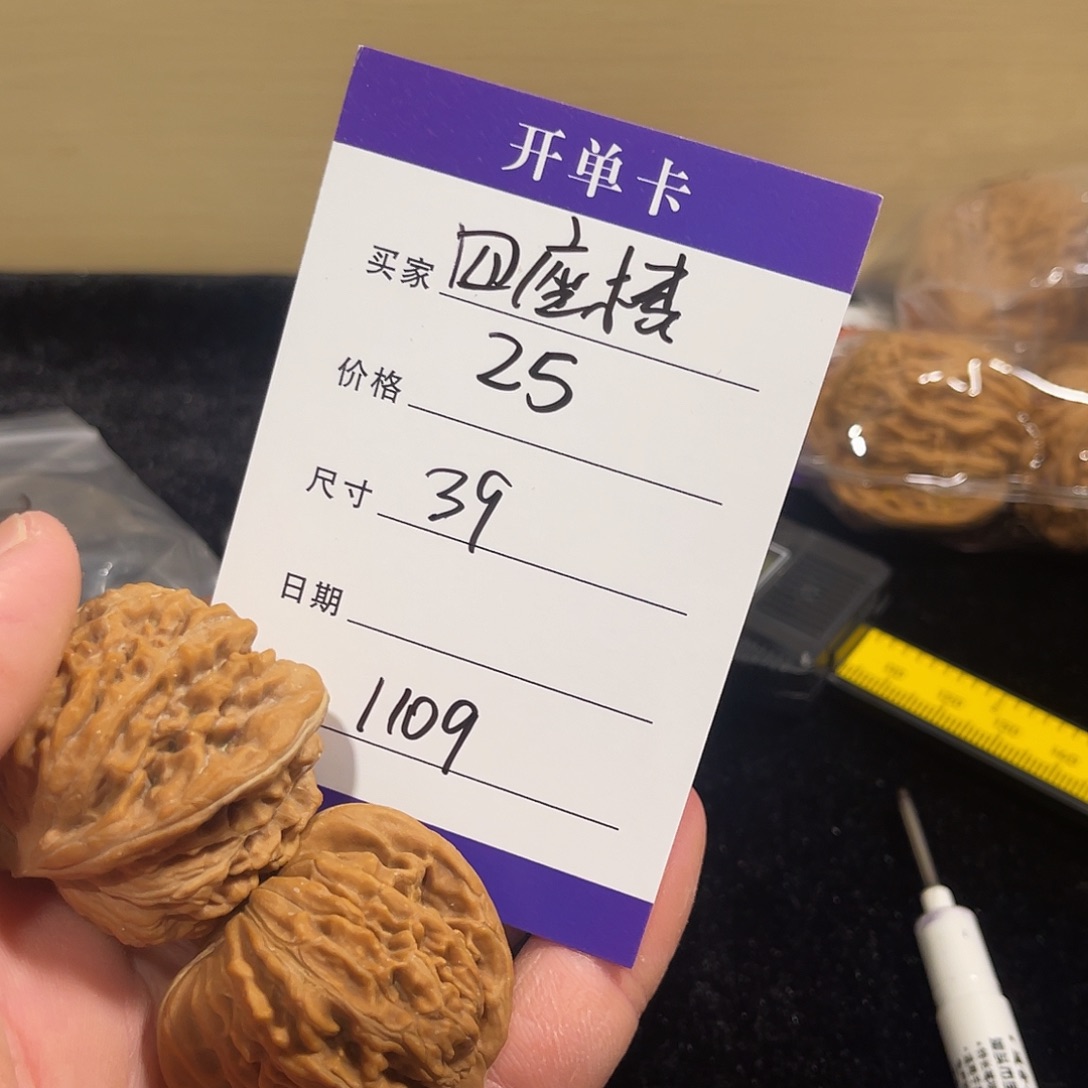 开单卡
买家 四座楼
价格 25
尺寸 39
日期
1109